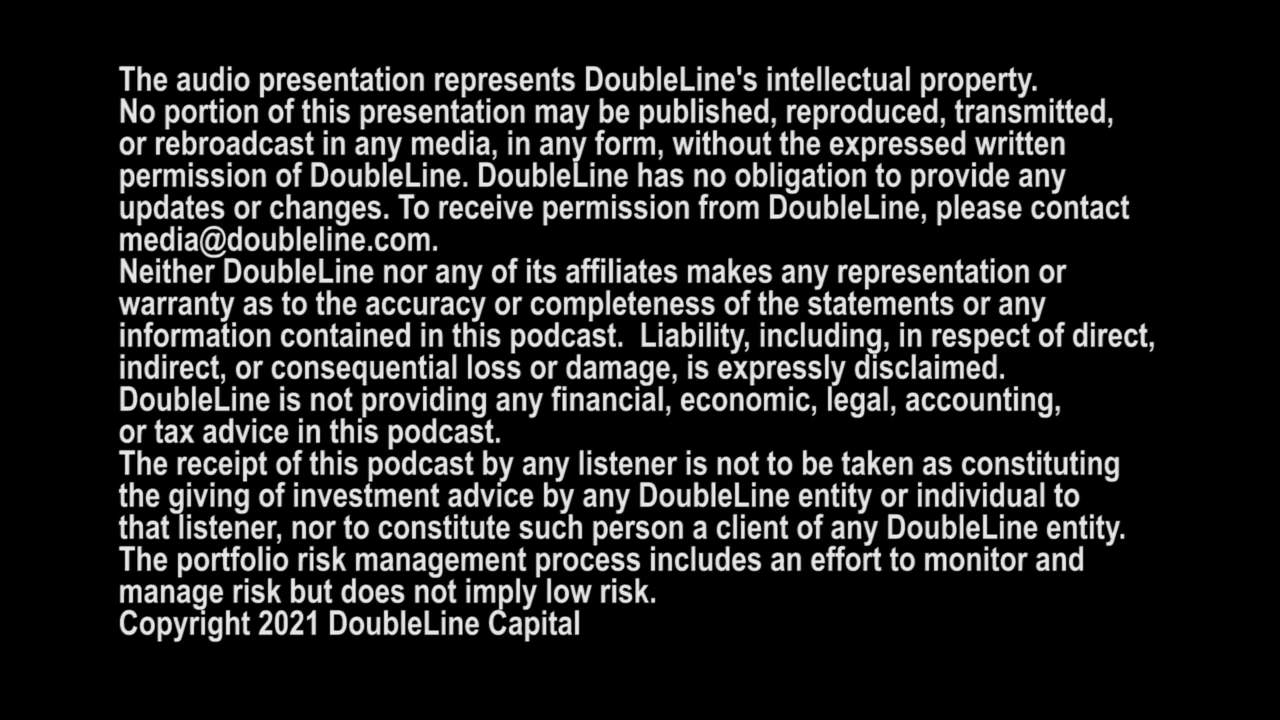 The audio presentation represents DoubleLine's intellectual property.
No portion of this presentation may be published, reproduced, transmitted,
or rebroadcast in any media, in any form, without the expressed written
permission of DoubleLine. DoubleLine has no obligation to provide any
updates or changes. To receive permission from DoubleLine, please contact
media@doubleline.com.
Neither DoubleLine nor any of its affiliates makes any representation or
warranty as to the accuracy or completeness of the statements or any
information contained in this podcast.  Liability, including, in respect of direct,
indirect, or consequential loss or damage, is expressly disclaimed.
DoubleLine is not providing any financial, economic, legal, accounting,
or tax advice in this podcast.
The receipt of this podcast by any listener is not to be taken as constituting
the giving of investment advice by any DoubleLine entity or individual to
that listener, nor to constitute such person a client of any DoubleLine entity.
The portfolio risk management process includes an effort to monitor and
manage risk but does not imply low risk.
Copyright 2021 DoubleLine Capital